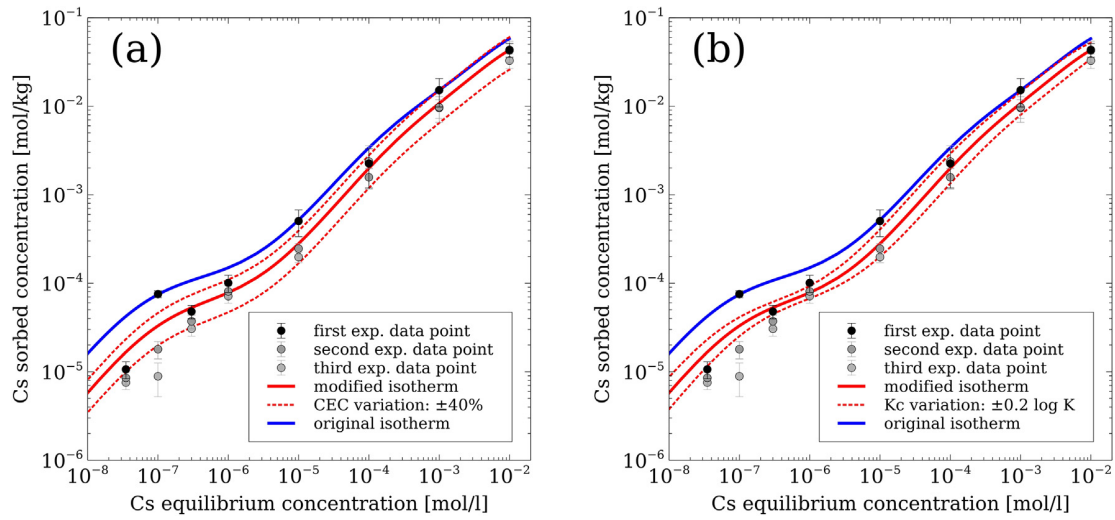 (a)
Cs sorbed concentration [mol/kg]
10⁻¹
10⁻²
10⁻³
10⁻⁴
10⁻⁵
10⁻⁶
first exp. data point
second exp. data point
third exp. data point
modified isotherm
CEC variation: ±40%
original isotherm
10⁻⁸ 10⁻⁷ 10⁻⁶ 10⁻⁵ 10⁻⁴ 10⁻³ 10⁻²
Cs equilibrium concentration [mol/l]
(b)
Cs sorbed concentration [mol/kg]
10⁻¹
10⁻²
10⁻³
10⁻⁴
10⁻⁵
10⁻⁶
first exp. data point
second exp. data point
third exp. data point
modified isotherm
Kc variation: ±0.2 log K
original isotherm
10⁻⁸ 10⁻⁷ 10⁻⁶ 10⁻⁵ 10⁻⁴ 10⁻³ 10⁻²
Cs equilibrium concentration [mol/l]